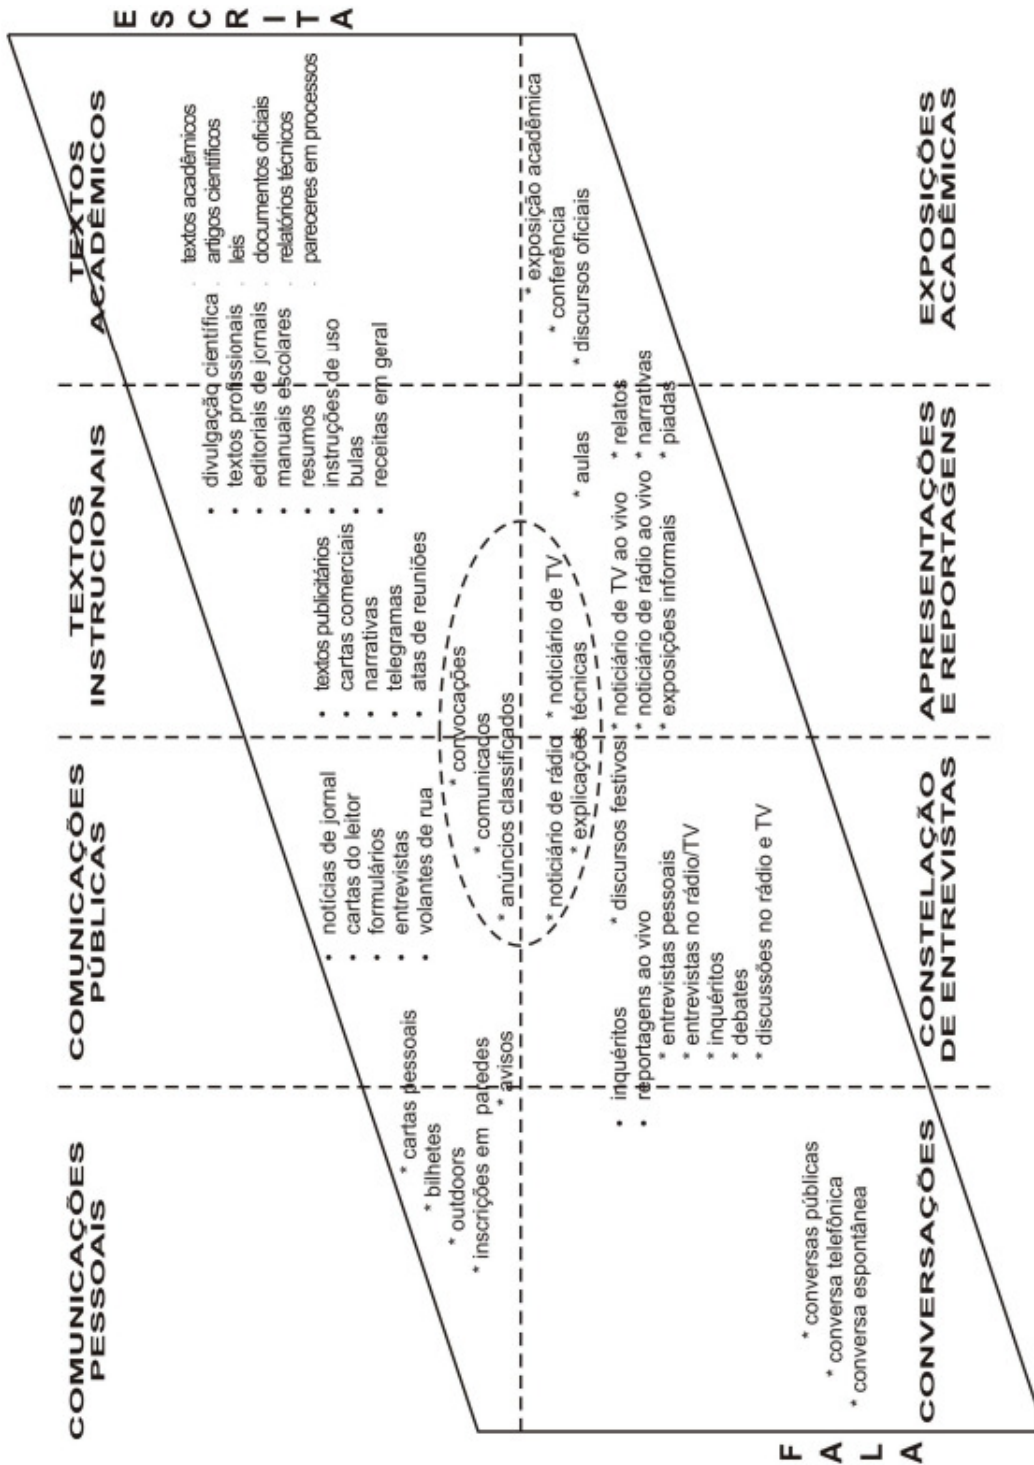 ESCRITA
COMUNICAÇÕES
PESSOAIS
COMUNICAÇÕES
PÚBLICAS
TEXTOS
INSTRUCIONAIS
TEXTOS
ACADÊMICOS
* cartas pessoais
* bilhetes
* outdoors
* inscrições em paredes
* avisos
• notícias de jornal
• cartas do leitor
• formulários
• entrevistas
• volantes de rua
• textos publicitários
• cartas comerciais
• narrativas
• telegramas
• atas de reuniões
• divulgação científica
• textos profissionais
• editoriais de jornais
• manuais escolares
• resumos
• instruções de uso
• bulas
• receitas em geral
. textos acadêmicos
. artigos científicos
. leis
. documentos oficiais
. relatórios técnicos
. pareceres em processos
* convocações
* comunicados
* anúncios classificados
* noticiário de rádio * noticiário de TV
* explicações técnicas
* aulas
* exposição acadêmica
* conferência
* discursos oficiais
• inquéritos
• reportagens ao vivo
* entrevistas pessoais
* entrevistas no rádio/TV
* inquéritos
* debates
* discussões no rádio e TV
* discursos festivos
* noticiário de TV ao vivo
* noticiário de rádio ao vivo
* exposições informais
* relatos
* narrativas
* piadas
* conversas públicas
* conversa telefônica
* conversa espontânea
CONVERSAÇÕES
CONSTELAÇÃO
DE ENTREVISTAS
APRESENTAÇÕES
E REPORTAGENS
EXPOSIÇÕES
ACADÊMICAS
FALA